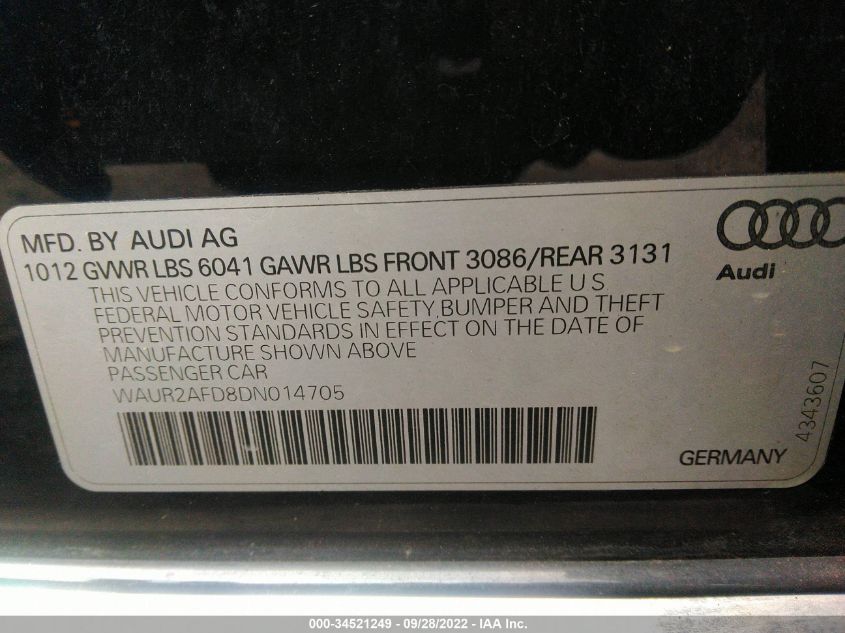 MFD. BY AUDI AG
1012 GVWR LBS 6041 GAWR LBS FRONT 3086/REAR 3131
THIS VEHICLE CONFORMS TO ALL APPLICABLE U S
FEDERAL MOTOR VEHICLE SAFETY, BUMPER AND THEFT
PREVENTION STANDARDS IN EFFECT ON THE DATE OF
MANUFACTURE SHOWN ABOVE
PASSENGER CAR
WAUR2AFD8DN014705
Audi
4343607
GERMANY
000-34521249 - 09/28/2022 - IAA Inc.